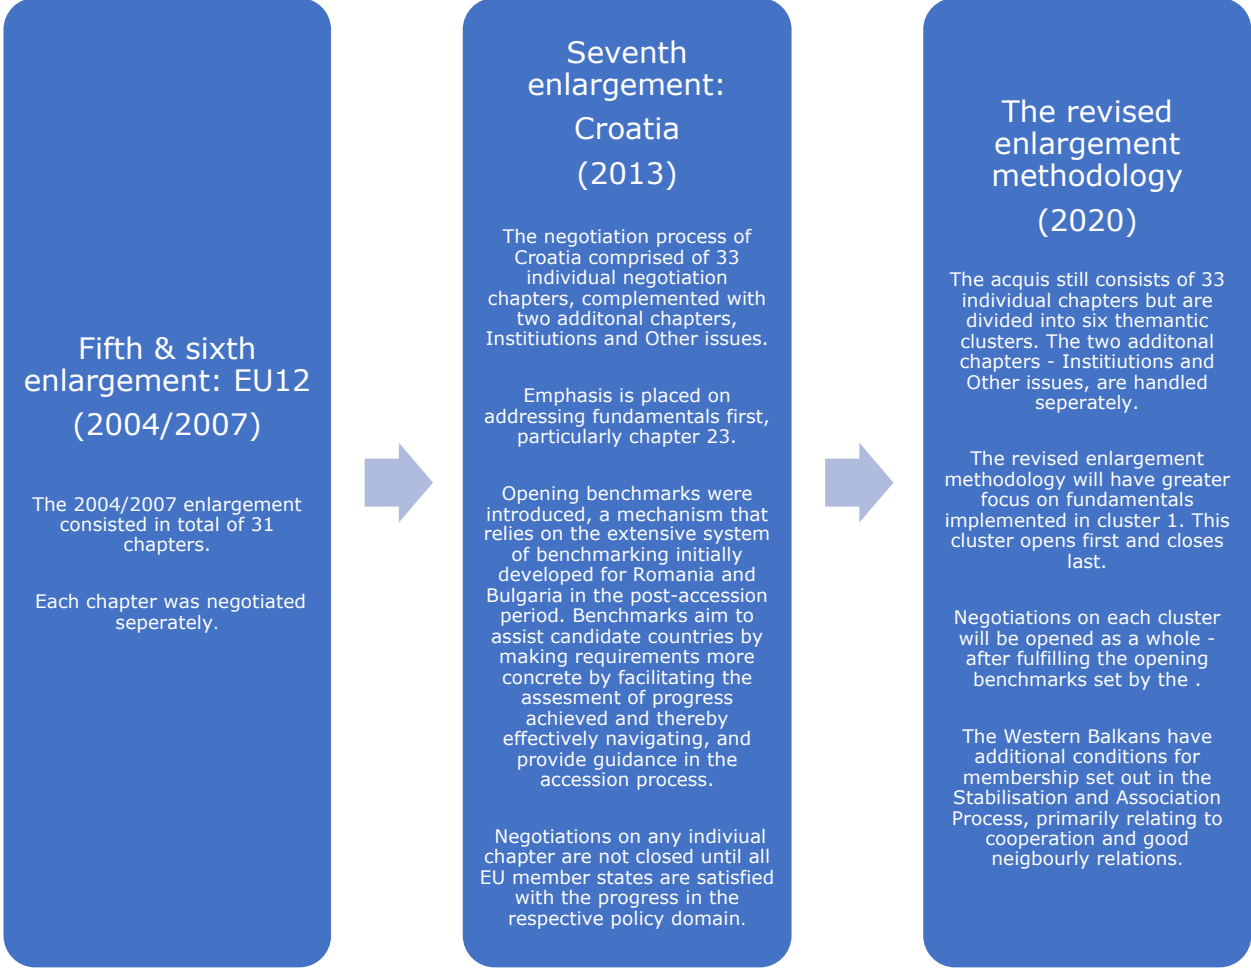 Fifth & sixth
enlargement: EU12
(2004/2007)
The 2004/2007 enlargement
consisted in total of 31
chapters.
Each chapter was negotiated
seperately.
Seventh
enlargement:
Croatia
(2013)
The negotiation process of
Croatia comprised of 33
individual negotiation
chapters, complemented with
two additonal chapters,
Institiutions and Other issues.
Emphasis is placed on
addressing fundamentals first,
particularly chapter 23.
Opening benchmarks were
introduced, a mechanism that
relies on the extensive system
of benchmarking initially
developed for Romania and
Bulgaria in the post-accession
period. Benchmarks aim to
assist candidate countries by
making requirements more
concrete by facilitating the
assesment of progress
achieved and thereby
effectively navigating, and
provide guidance in the
accession process.
Negotiations on any indiviual
chapter are not closed until all
EU member states are satisfied
with the progress in the
respective policy domain.
The revised
enlargement
methodology
(2020)
The acquis still consists of 33
individual chapters but are
divided into six themantic
clusters. The two additonal
chapters - Institiutions and
Other issues, are handled
seperately.
The revised enlargement
methodology will have greater
focus on fundamentals
implemented in cluster 1. This
cluster opens first and closes
last.
Negotiations on each cluster
will be opened as a whole -
after fulfilling the opening
benchmarks set by the .
The Western Balkans have
additional conditions for
membership set out in the
Stabilisation and Association
Process, primarily relating to
cooperation and good
neigbourly relations.